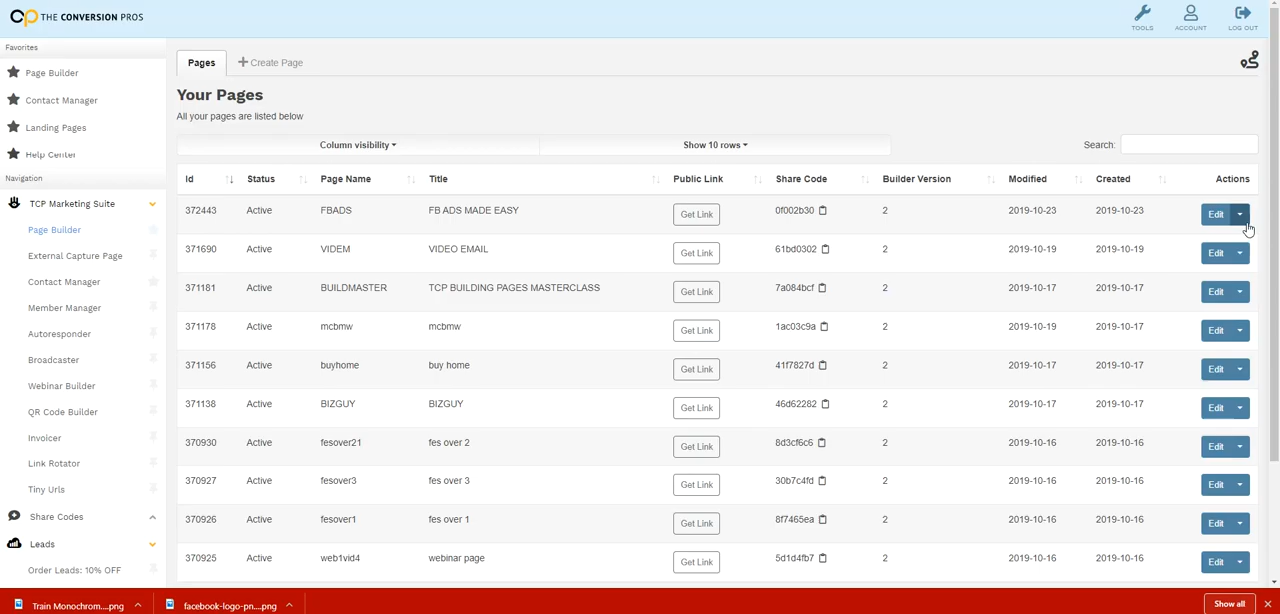 THE CONVERSION PROS
TOOLS ACCOUNT LOG OUT
Favorites
Page Builder
Contact Manager
Landing Pages
Help Center
Navigation
TCP Marketing Suite
Page Builder
External Capture Page
Contact Manager
Member Manager
Autoresponder
Broadcaster
Webinar Builder
QR Code Builder
Invoicer
Link Rotator
Tiny Urls
Share Codes
Leads
Order Leads: 10% OFF
Pages Create Page
Your Pages
All your pages are listed below
Column visibility Show 10 rows Search:
Id Status Page Name Title Public Link Share Code Builder Version Modified Created Actions
372443 Active FBADS FB ADS MADE EASY Get Link 0f002b30 2 2019-10-23 2019-10-23 Edit
371690 Active VIDEM VIDEO EMAIL Get Link 61bd0302 2 2019-10-19 2019-10-19 Edit
371181 Active BUILDMASTER TCP BUILDING PAGES MASTERCLASS Get Link 7a084bcf 2 2019-10-17 2019-10-17 Edit
371178 Active mcbmw mcbmw Get Link 1ac03c9a 2 2019-10-19 2019-10-17 Edit
371156 Active buyhome buy home Get Link 41f7827d 2 2019-10-17 2019-10-17 Edit
371138 Active BIZGUY BIZGUY Get Link 46d62282 2 2019-10-17 2019-10-17 Edit
370930 Active fesover21 fes over 2 Get Link 8d3cf6c6 2 2019-10-16 2019-10-16 Edit
370927 Active fesover3 fes over 3 Get Link 30b7c4fd 2 2019-10-16 2019-10-16 Edit
370926 Active fesover1 fes over 1 Get Link 8f7465ea 2 2019-10-16 2019-10-16 Edit
370925 Active web1vid4 webinar page Get Link 5d1d4fb7 2 2019-10-16 2019-10-16 Edit
Train Monochrom....png facebook-logo-pn....png Show all